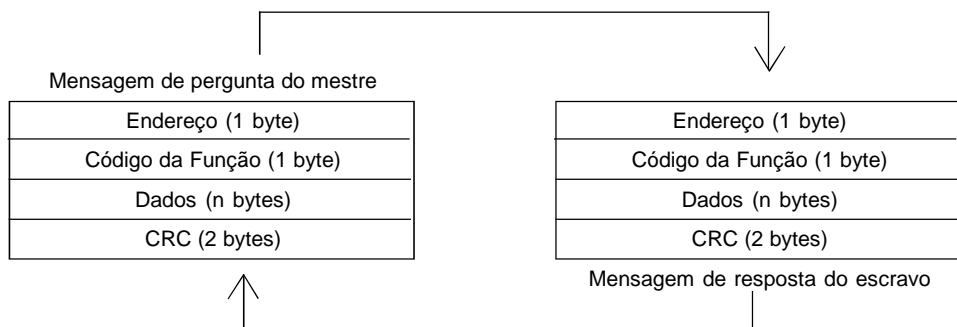 Mensagem de pergunta do mestre
Endereço (1 byte)
Código da Função (1 byte)
Dados (n bytes)
CRC (2 bytes)
Endereço (1 byte)
Código da Função (1 byte)
Dados (n bytes)
CRC (2 bytes)
Mensagem de resposta do escravo